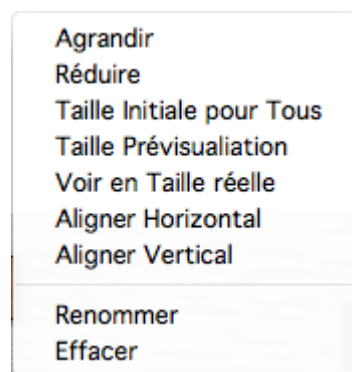 Agrandir
Réduire
Taille Initiale pour Tous
Taille Prévisualiation
Voir en Taille réelle
Aligner Horizontal
Aligner Vertical
Renommer
Effacer